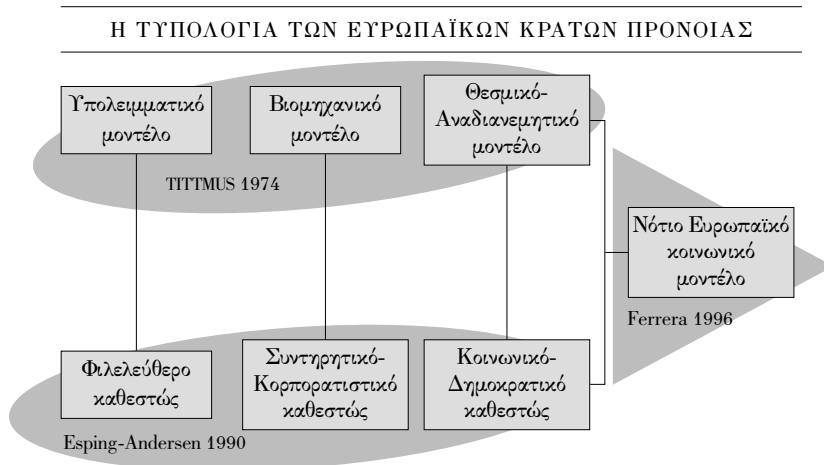 Η ΤΥΠΟΛΟΓΙΑ ΤΩΝ ΕΥΡΩΠΑΪΚΩΝ ΚΡΑΤΩΝ ΠΡΟΝΟΙΑΣ
Υπολειμματικό
μοντέλο
Βιομηχανικό
μοντέλο
Θεσμικό-
Αναδιανεμητικό
μοντέλο
TITTMUS 1974
Νότιο Ευρωπαϊκό
κοινωνικό
μοντέλο
Ferrera 1996
Φιλελεύθερο
καθεστώς
Συντηρητικό-
Κορπορατιστικό
καθεστώς
Κοινωνικό-
Δημοκρατικό
καθεστώς
Esping-Andersen 1990